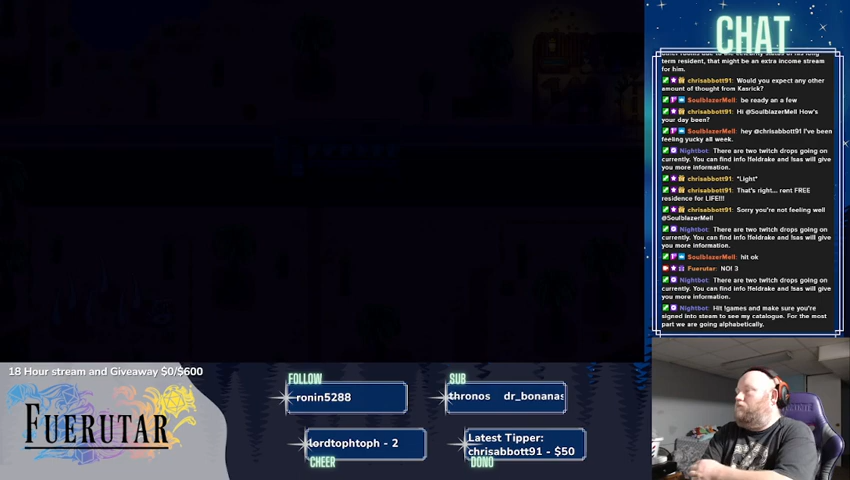 CHAT
term resident, that might be an extra income stream
for him.
chrisabbott91: Would you expect any other
amount of thought from Kasrick?
SoulblazerMell: be ready an a few
chrisabbott91: Hi @SoulblazerMell How's
your day been?
SoulblazerMell: hey @chrisabbott91 I've been
feeling yucky all week.
Nightbot: There are two twitch drops going on
currently. You can find info !feldrake and !sas will give
you more information.
chrisabbott91: *Light*
chrisabbott91: That's right... rent FREE
residence for LIFE!!!
chrisabbott91: Sorry you're not feeling well
@SoulblazerMell
Nightbot: There are two twitch drops going on
currently. You can find info !feldrake and !sas will give
you more information.
SoulblazerMell: hit ok
Fuerutar: NO! 3
Nightbot: There are two twitch drops going on
currently. You can find info !feldrake and !sas will give
you more information.
Nightbot: Hit !games and make sure you're
signed into steam to see my catalogue. For the most
part we are going alphabetically.
18 Hour stream and Giveaway $0/$600
FUERUTAR
FOLLOW
ronin5288
SUB
thronos dr_bonanas
lordtophtoph - 2
CHEER
Latest Tipper:
chrisabbott91 - $50
DONO